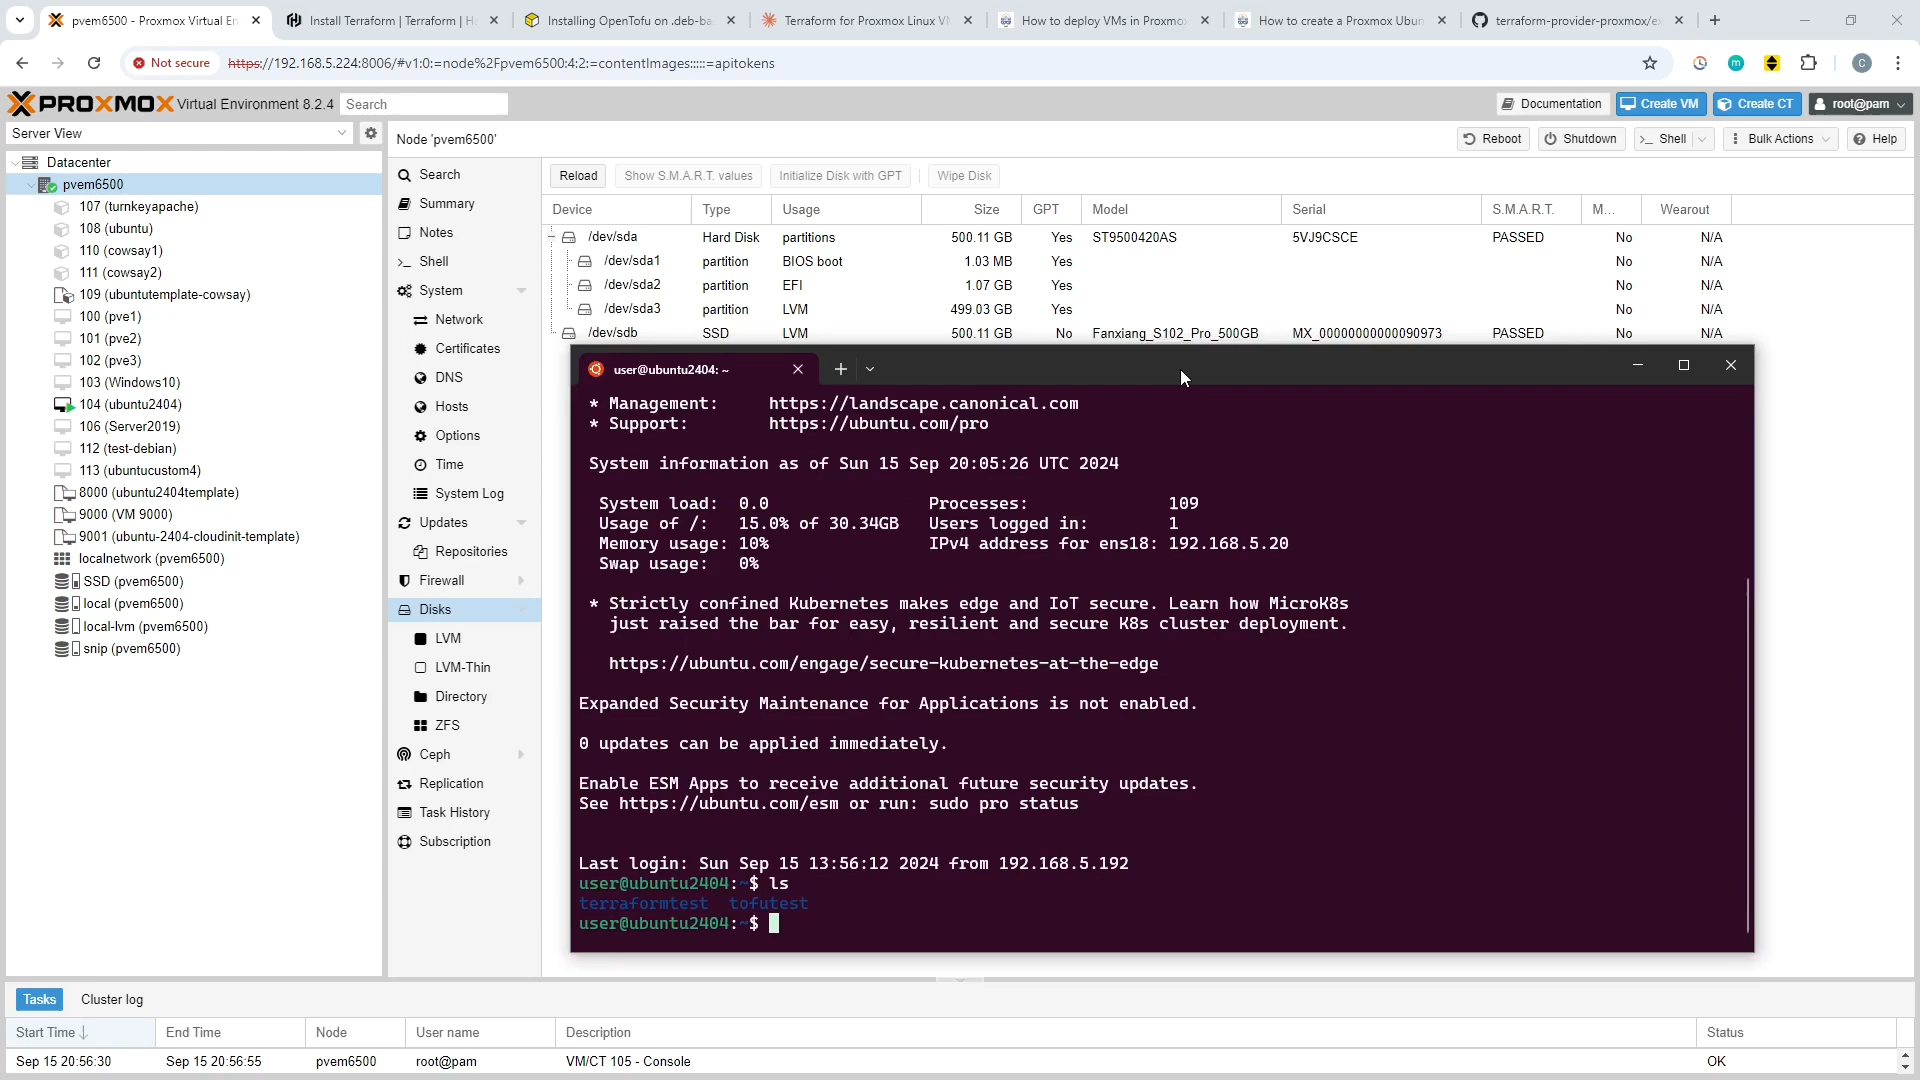 pvem6500 - Proxmox Virtual En
Install Terraform | Terraform | H
Installing OpenTofu on .deb-ba
Terraform for Proxmox Linux V
How to deploy VMs in Proxmo
How to create a Proxmox Ubun
terraform-provider-proxmox/e
Not secure
https://192.168.5.224:8006/#v1:0:=node%2Fpvem6500:4:2:=contentImages:::::=apitokens
C
PROXMOX Virtual Environment 8.2.4
Search
Documentation
Create VM
Create CT
root@pam
Server View
Node 'pvem6500'
Reboot
Shutdown
Shell
Bulk Actions
Help
Datacenter
pvem6500
107 (turnkeyapache)
108 (ubuntu)
110 (cowsay1)
111 (cowsay2)
109 (ubuntutemplate-cowsay)
100 (pve1)
101 (pve2)
102 (pve3)
103 (Windows10)
104 (ubuntu2404)
106 (Server2019)
112 (test-debian)
113 (ubuntucustom4)
8000 (ubuntu2404template)
9000 (VM 9000)
9001 (ubuntu-2404-cloudinit-template)
localnetwork (pvem6500)
SSD (pvem6500)
local (pvem6500)
local-lvm (pvem6500)
snip (pvem6500)
Search
Summary
Notes
Shell
System
Network
Certificates
DNS
Hosts
Options
Time
System Log
Updates
Repositories
Firewall
Disks
LVM
LVM-Thin
Directory
ZFS
Ceph
Replication
Task History
Subscription
Reload
Show S.M.A.R.T. values
Initialize Disk with GPT
Wipe Disk
Device Type Usage Size GPT Model Serial S.M.A.R.T. M... Wearout
/dev/sda Hard Disk partitions 500.11 GB Yes ST9500420AS 5VJ9CSCE PASSED No N/A
/dev/sda1 partition BIOS boot 1.03 MB Yes No N/A
/dev/sda2 partition EFI 1.07 GB Yes No N/A
/dev/sda3 partition LVM 499.03 GB Yes No N/A
/dev/sdb SSD LVM 500.11 GB No Fanxiang_S102_Pro_500GB MX_00000000000090973 PASSED No N/A
user@ubuntu2404: ~
* Management: https://landscape.canonical.com
* Support: https://ubuntu.com/pro
System information as of Sun 15 Sep 20:05:26 UTC 2024
System load: 0.0 Processes: 109
Usage of /: 15.0% of 30.34GB Users logged in: 1
Memory usage: 10% IPv4 address for ens18: 192.168.5.20
Swap usage: 0%
* Strictly confined Kubernetes makes edge and IoT secure. Learn how MicroK8s
just raised the bar for easy, resilient and secure K8s cluster deployment.
https://ubuntu.com/engage/secure-kubernetes-at-the-edge
Expanded Security Maintenance for Applications is not enabled.
0 updates can be applied immediately.
Enable ESM Apps to receive additional future security updates.
See https://ubuntu.com/esm or run: sudo pro status
Last login: Sun Sep 15 13:56:12 2024 from 192.168.5.192
user@ubuntu2404:~$ ls
terraformtest tofutest
user@ubuntu2404:~$
Tasks
Cluster log
Start Time End Time Node User name Description Status
Sep 15 20:56:30 Sep 15 20:56:55 pvem6500 root@pam VM/CT 105 - Console OK